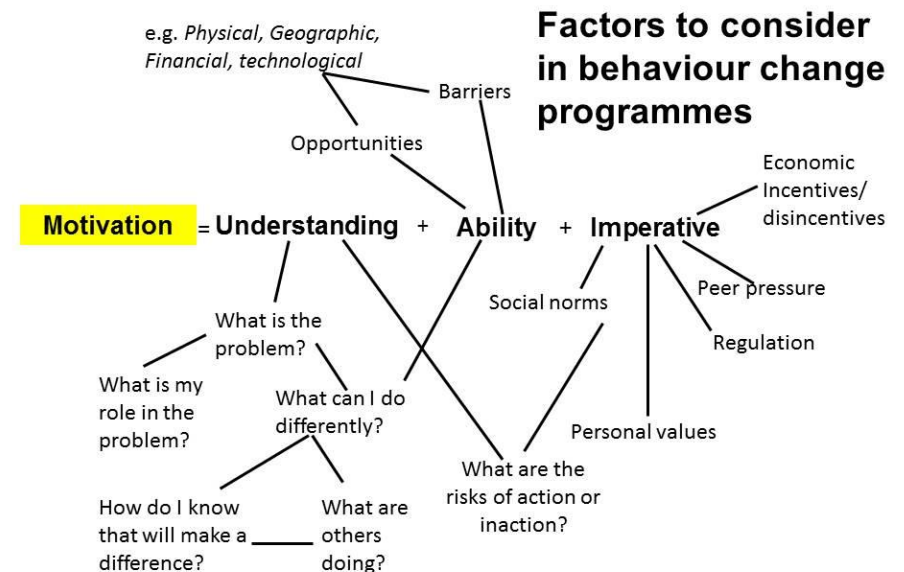 Factors to consider
in behaviour change
programmes
e.g. Physical, Geographic,
Financial, technological
Barriers
Opportunities
Economic
Incentives/
disincentives
Motivation = Understanding + Ability + Imperative
Peer pressure
Social norms
What is the
problem?
Regulation
What is my
role in the
problem?
What can I do
differently?
Personal values
What are the
risks of action or
inaction?
How do I know
that will make a
difference?
What are
others
doing?